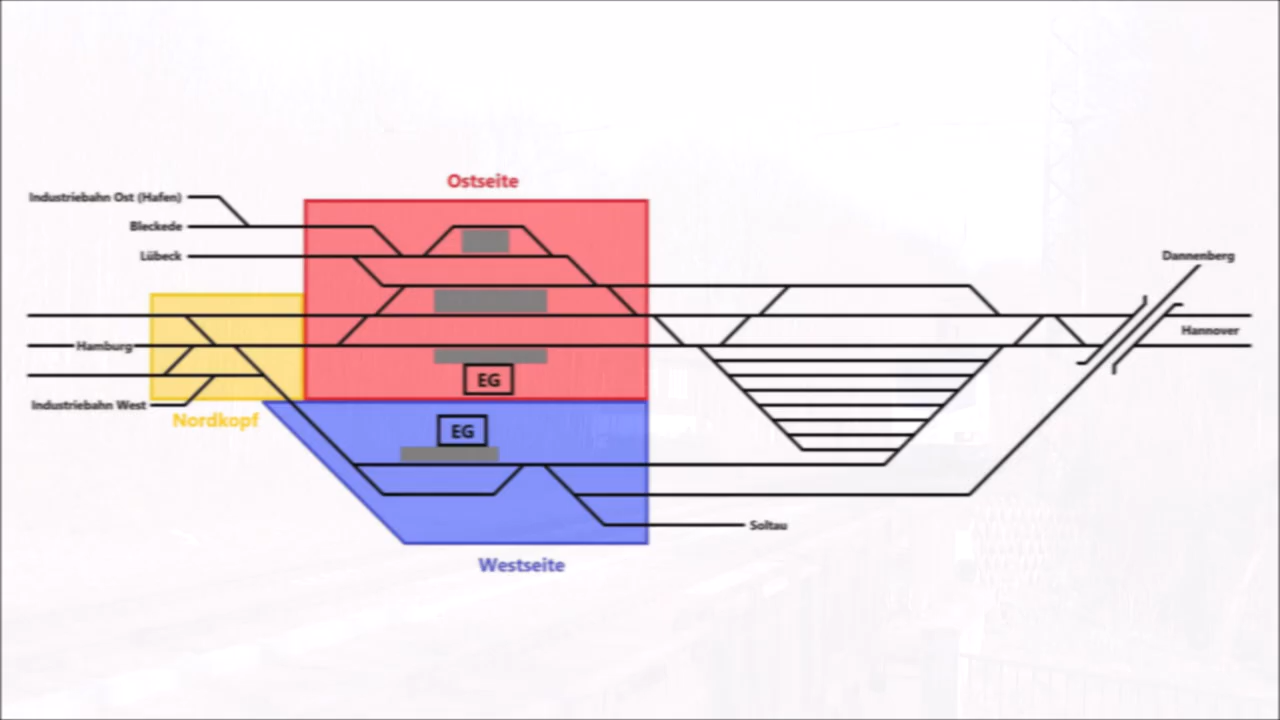 Ostseite
Industriebahn Ost (Hafen)
Bleckede
Lübeck
Dannenberg
Hannover
Hamburg
EG
Industriebahn West
Nordkopf
EG
Soltau
Westseite